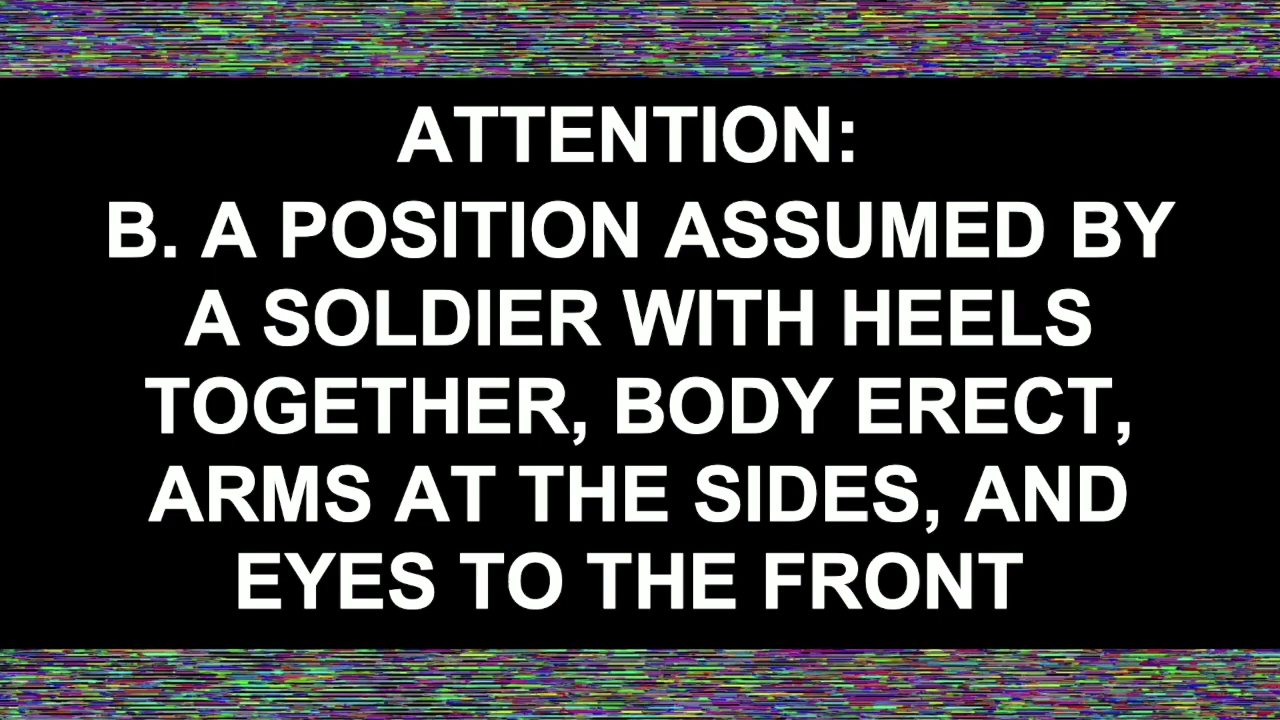 ATTENTION:
B. A POSITION ASSUMED BY
A SOLDIER WITH HEELS
TOGETHER, BODY ERECT,
ARMS AT THE SIDES, AND
EYES TO THE FRONT